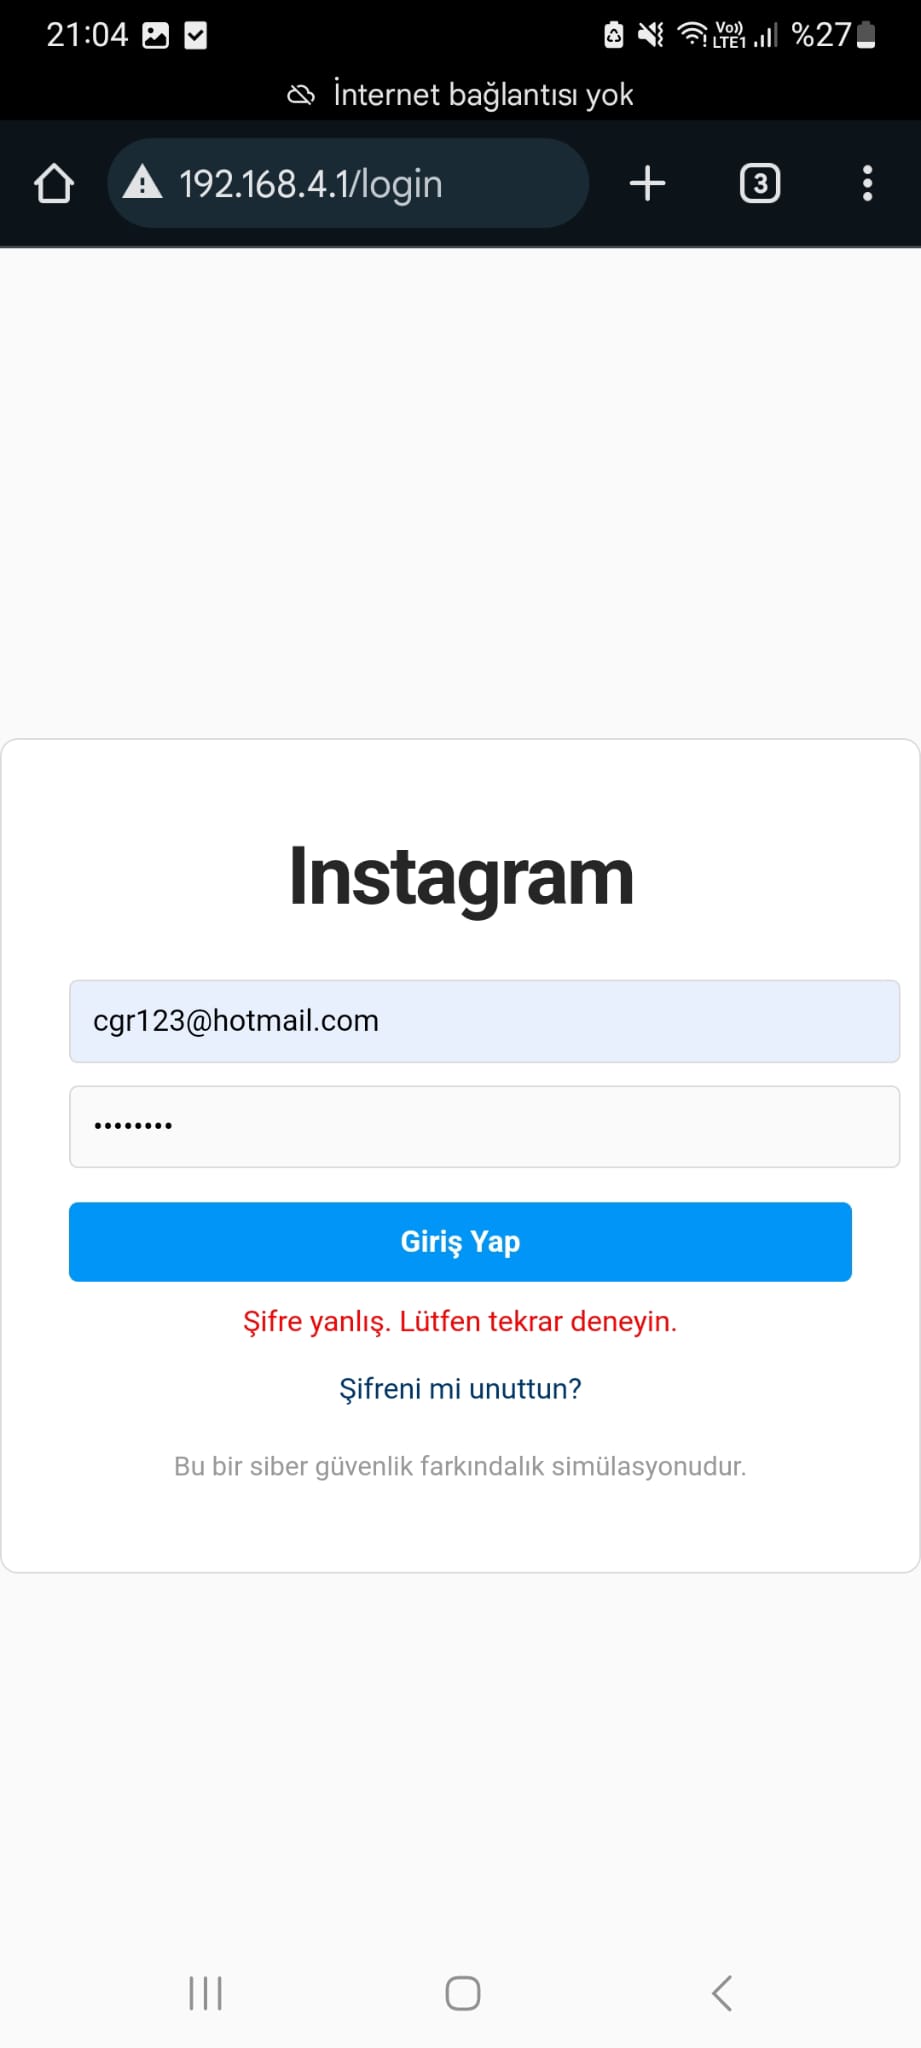 21:04
Vo)) LTE1 %27
İnternet bağlantısı yok
192.168.4.1/login
3
Instagram
cgr123@hotmail.com
••••••••
Giriş Yap
Şifre yanlış. Lütfen tekrar deneyin.
Şifreni mi unuttun?
Bu bir siber güvenlik farkındalık simülasyonudur.